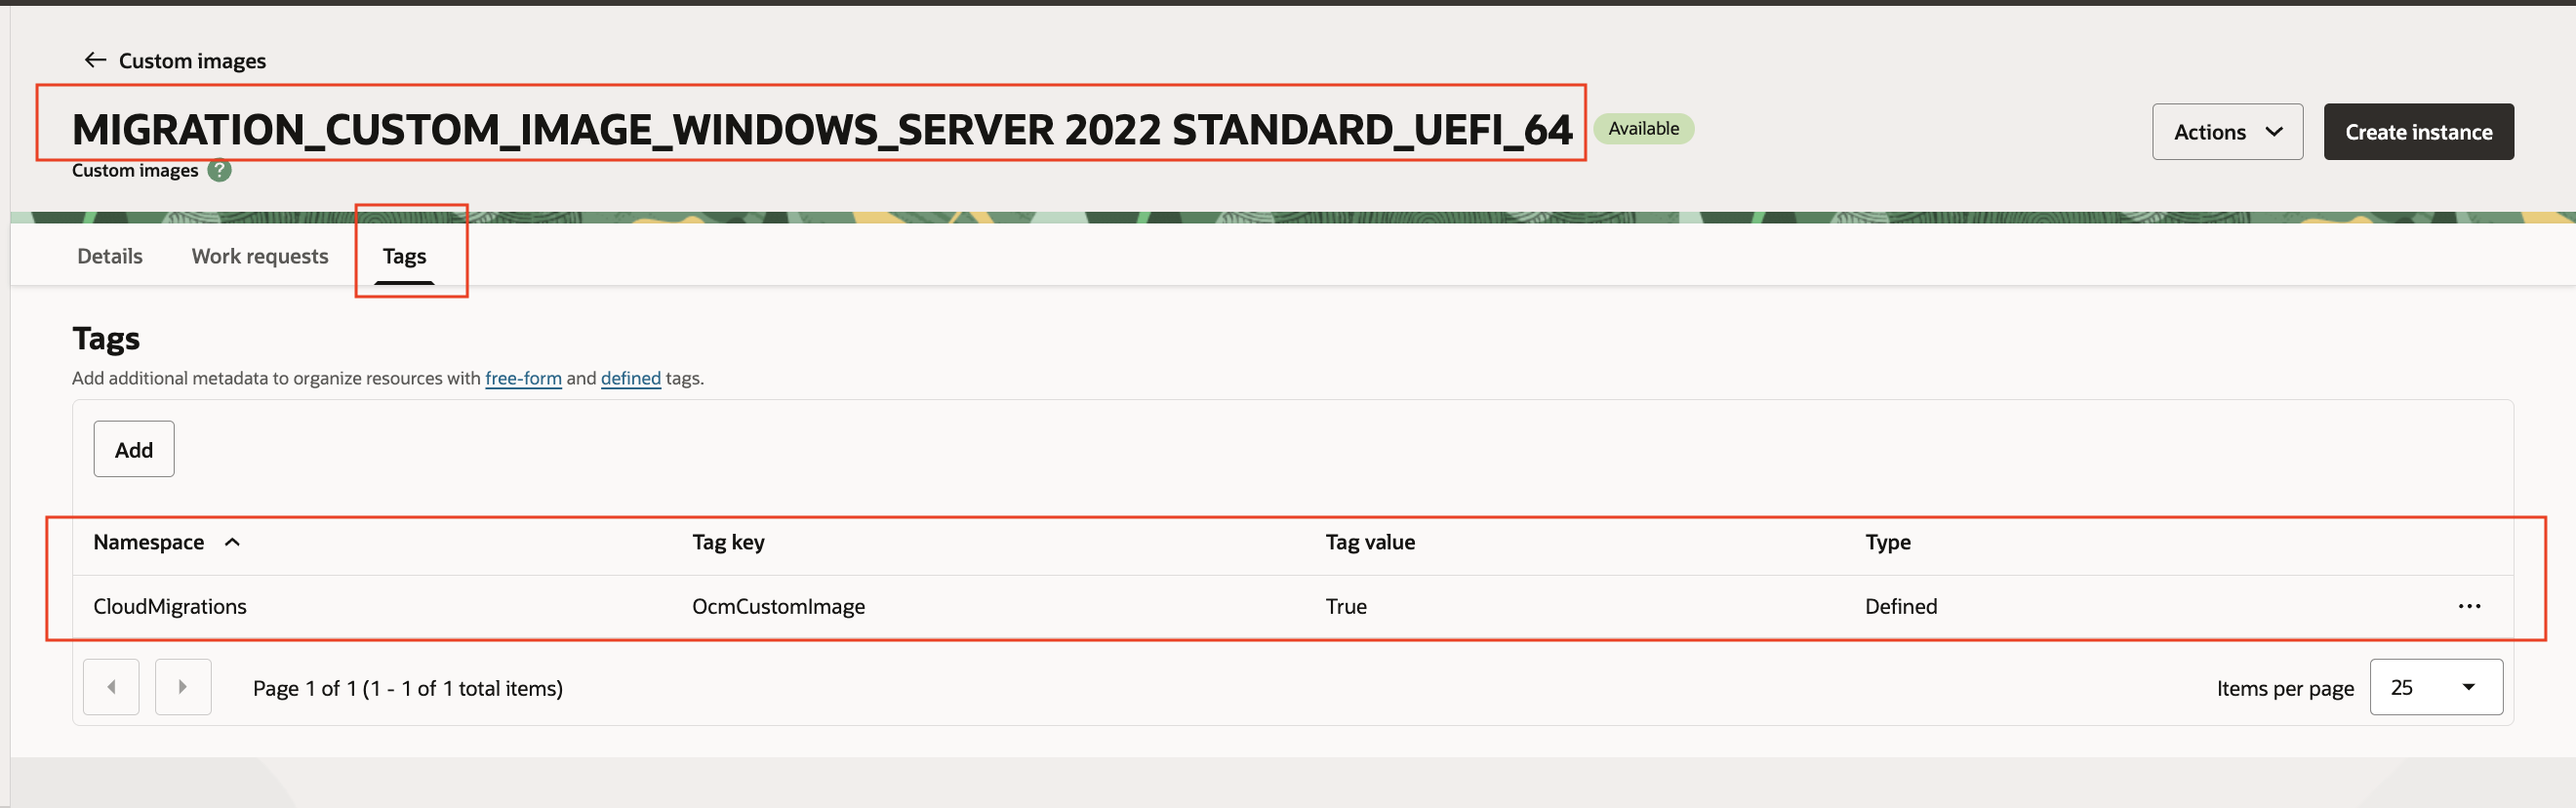 Custom images
MIGRATION_CUSTOM_IMAGE_WINDOWS_SERVER 2022 STANDARD_UEFI_64 Available
Actions Create instance
Custom images ?
Details Work requests Tags
Tags
Add additional metadata to organize resources with free-form and defined tags.
Add
Namespace Tag key Tag value Type
CloudMigrations OcmCustomImage True Defined
Page 1 of 1 (1 - 1 of 1 total items) Items per page 25